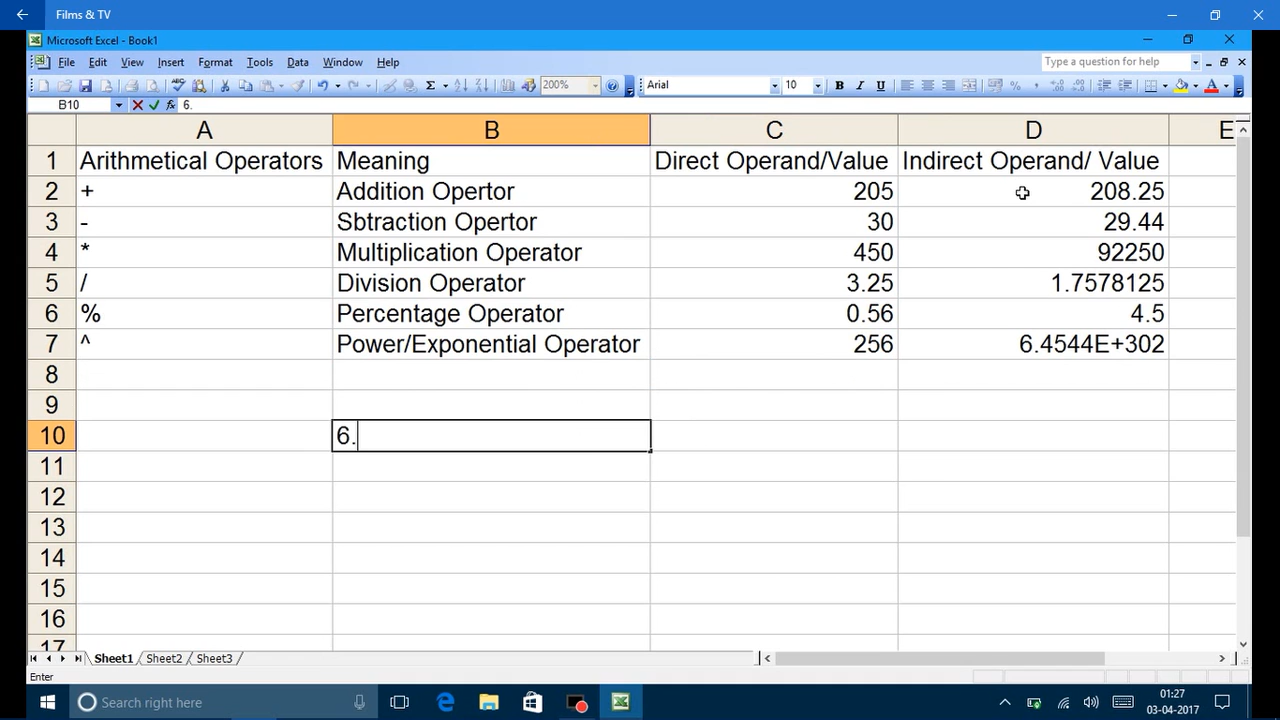 Films & TV
Microsoft Excel - Book1
File Edit View Insert Format Tools Data Window Help Type a question for help
200% Arial 10 B I U
B10 6.
A B C D E
1 Arithmetical Operators Meaning Direct Operand/Value Indirect Operand/ Value
2 + Addition Opertor 205 208.25
3 - Sbtraction Opertor 30 29.44
4 * Multiplication Operator 450 92250
5 / Division Operator 3.25 1.7578125
6 % Percentage Operator 0.56 4.5
7 ^ Power/Exponential Operator 256 6.4544E+302
8
9
10 6.
11
12
13
14
15
16
17
Sheet1 Sheet2 Sheet3
Enter
Search right here 01:27
03-04-2017